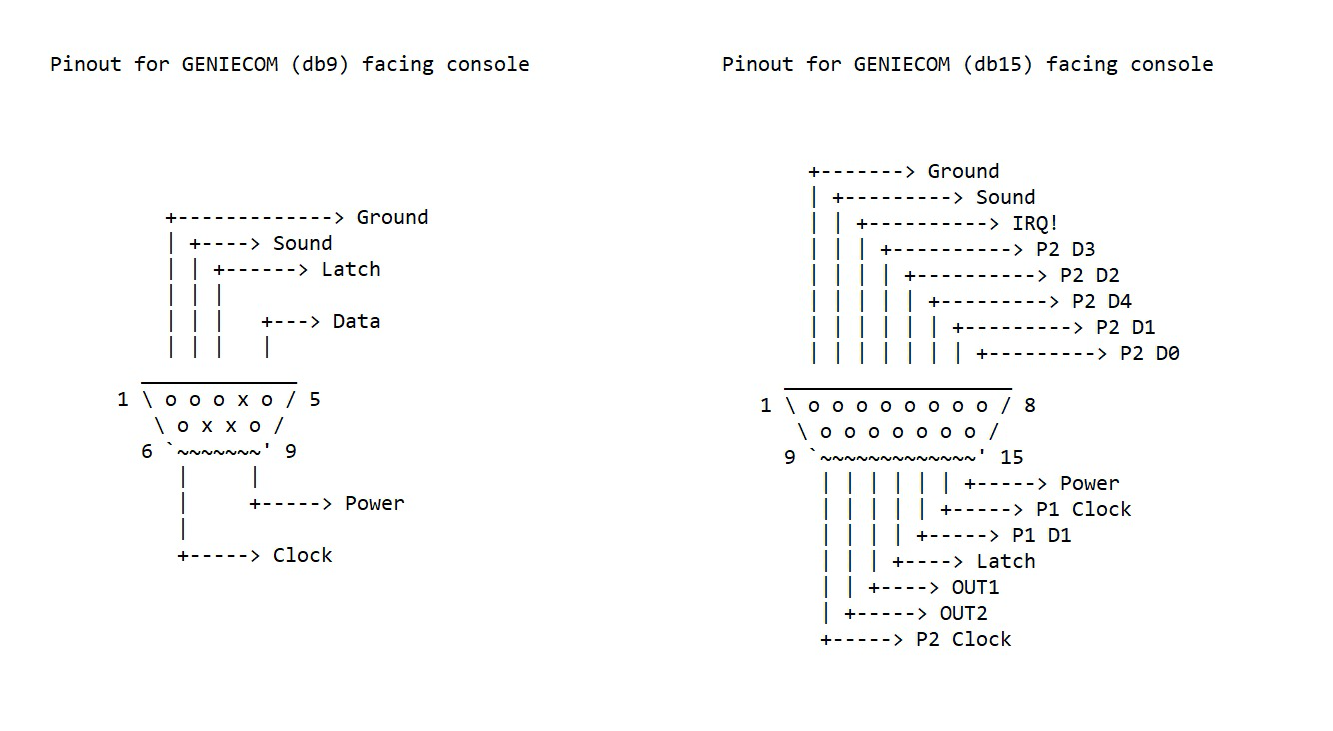 Pinout for GENIECOM (db9) facing console
+-------------> Ground
| +----> Sound
| | +------> Latch
| | |
| | |   +---> Data
| | |   |
_____________
1 \ o o o x o / 5
\ o x x o /
6 `~~~~~~~' 9
|     |
|     +-----> Power
|
+-----> Clock
Pinout for GENIECOM (db15) facing console
+-------> Ground
| +---------> Sound
| | +----------> IRQ!
| | | +----------> P2 D3
| | | | +----------> P2 D2
| | | | | +---------> P2 D4
| | | | | | +---------> P2 D1
| | | | | | | +---------> P2 D0
___________________
1 \ o o o o o o o o / 8
\ o o o o o o o /
9 `~~~~~~~~~~~~~' 15
| | | | | | +-----> Power
| | | | | +-----> P1 Clock
| | | | +-----> P1 D1
| | | +----> Latch
| | +----> OUT1
| +-----> OUT2
+-----> P2 Clock